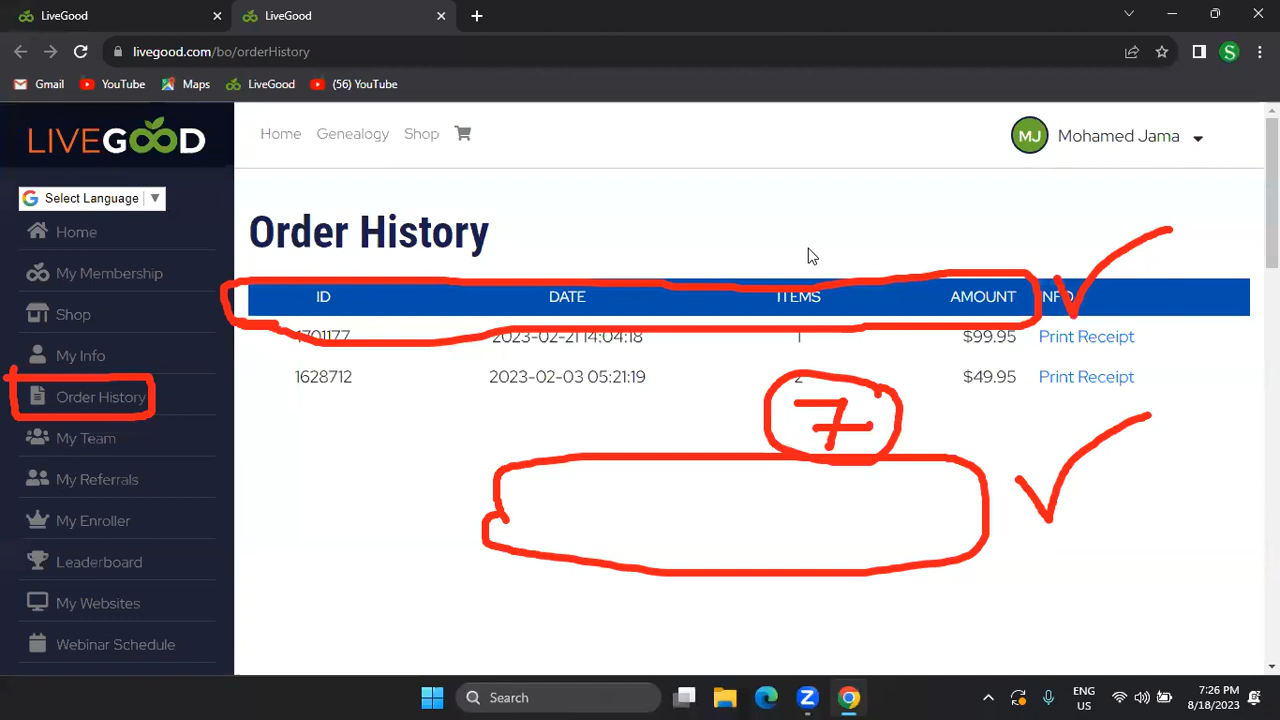 LiveGood
LiveGood
livegood.com/bo/orderHistory
Gmail YouTube Maps LiveGood (56) YouTube
LIVEGOOD
Home Genealogy Shop
MJ Mohamed Jama
Select Language
Order History
ID DATE ITEMS AMOUNT INFO
1701177 2023-02-21 14:04:18 1 $99.95 Print Receipt
1628712 2023-02-03 05:21:19 2 $49.95 Print Receipt
7
Home
My Membership
Shop
My Info
Order History
My Team
My Referrals
My Enroller
Leaderboard
My Websites
Webinar Schedule
Search
ENG
US
7:26 PM
8/18/2023
S